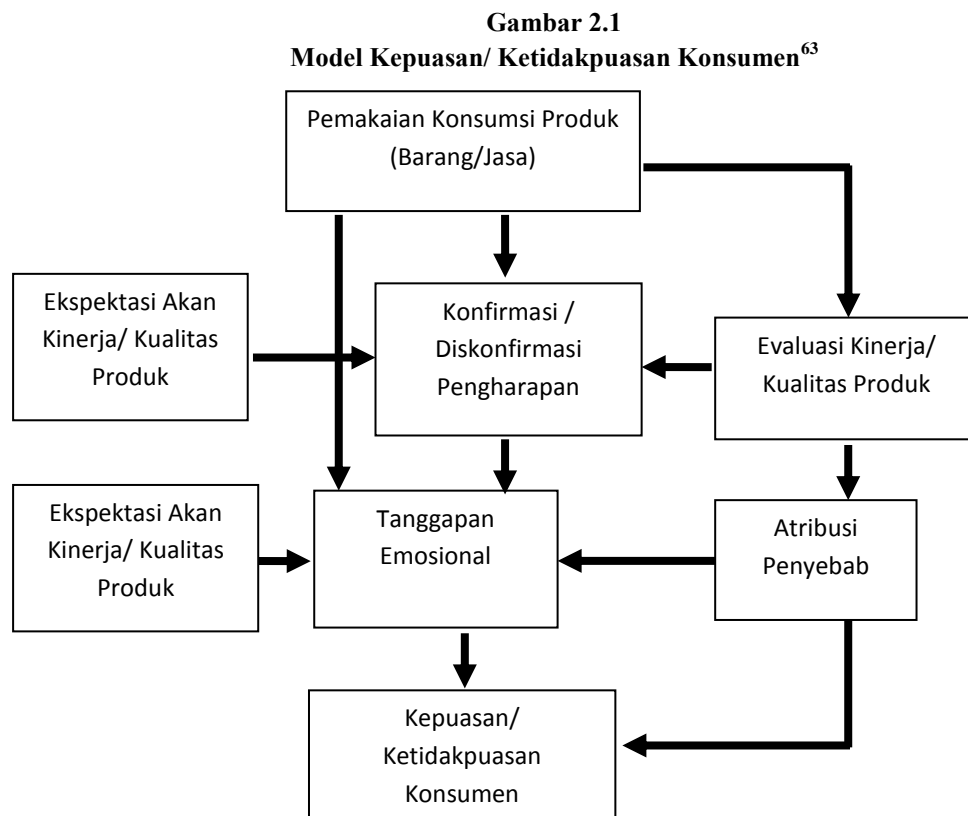 Gambar 2.1
Model Kepuasan/ Ketidakpuasan Konsumen63
Pemakaian Konsumsi Produk
(Barang/Jasa)
Ekspektasi Akan
Kinerja/ Kualitas
Produk
Konfirmasi /
Diskonfirmasi
Pengharapan
Evaluasi Kinerja/
Kualitas Produk
Ekspektasi Akan
Kinerja/ Kualitas
Produk
Tanggapan
Emosional
Atribusi
Penyebab
Kepuasan/
Ketidakpuasan
Konsumen